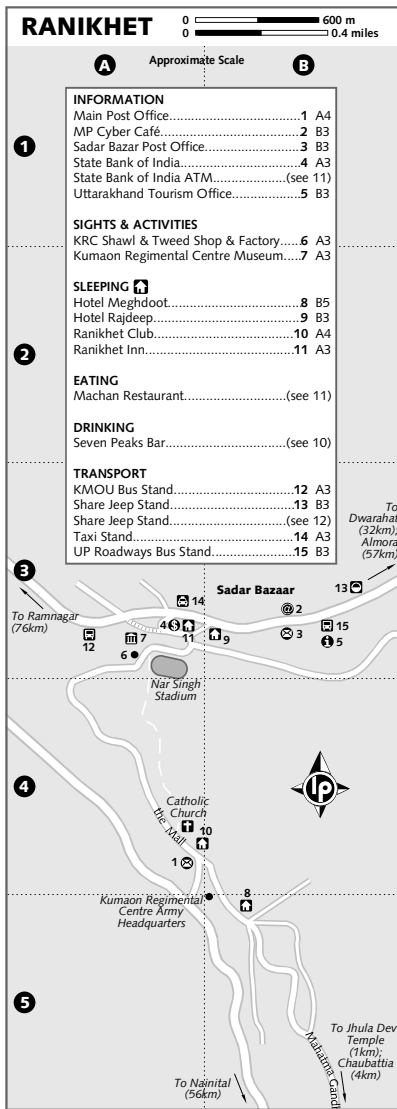 RANIKHET
0 600 m
0 0.4 miles
Approximate Scale
A B
1
2
3
4
5
INFORMATION
Main Post Office..........................1 A4
MP Cyber Café.............................2 B3
Sadar Bazar Post Office..................3 B3
State Bank of India........................4 A3
State Bank of India ATM.............(see 11)
Uttarakhand Tourism Office............5 B3
SIGHTS & ACTIVITIES
KRC Shawl & Tweed Shop & Factory.....6 A3
Kumaon Regimental Centre Museum....7 A3
SLEEPING
Hotel Meghdoot............................8 B5
Hotel Rajdeep...............................9 B3
Ranikhet Club.............................10 A4
Ranikhet Inn...............................11 A3
EATING
Machan Restaurant......................(see 11)
DRINKING
Seven Peaks Bar..........................(see 10)
TRANSPORT
KMOU Bus Stand.........................12 A3
Share Jeep Stand..........................13 B3
Share Jeep Stand.........................(see 12)
Taxi Stand..................................14 A3
UP Roadways Bus Stand...............15 B3
To
Dwarahat
(32km);
Almora
(57km)
Sadar Bazaar
13
14
@ 2
To Ramnagar
(76km)
12
7
4 $
11
9
3
15
i 5
6
Nar Singh
Stadium
lp
Catholic
Church
the Mall
10
1
Kumaon Regimental
Centre Army
Headquarters
8
To Jhula Dev
Temple
(1km);
Chaubattia
(4km)
Mahatma Gandh
To Nainital
(56km)